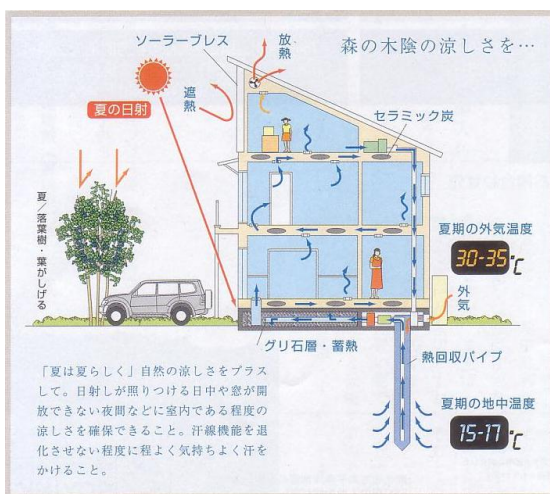 森の木陰の涼しさを…
ソーラーブレス
放熱
遮熱
夏の日射
セラミック炭
夏／落葉樹・葉がしげる
夏期の外気温度
30-35℃
外気
グリ石層・蓄熱
熱回収パイプ
夏期の地中温度
15-17℃
「夏は夏らしく」自然の涼しさをプラス
して。日射しが照りつける日中や窓が開
放できない夜間などに室内である程度の
涼しさを確保できること。汗線機能を退
化させない程度に程よく気持ちよく汗を
かけること。